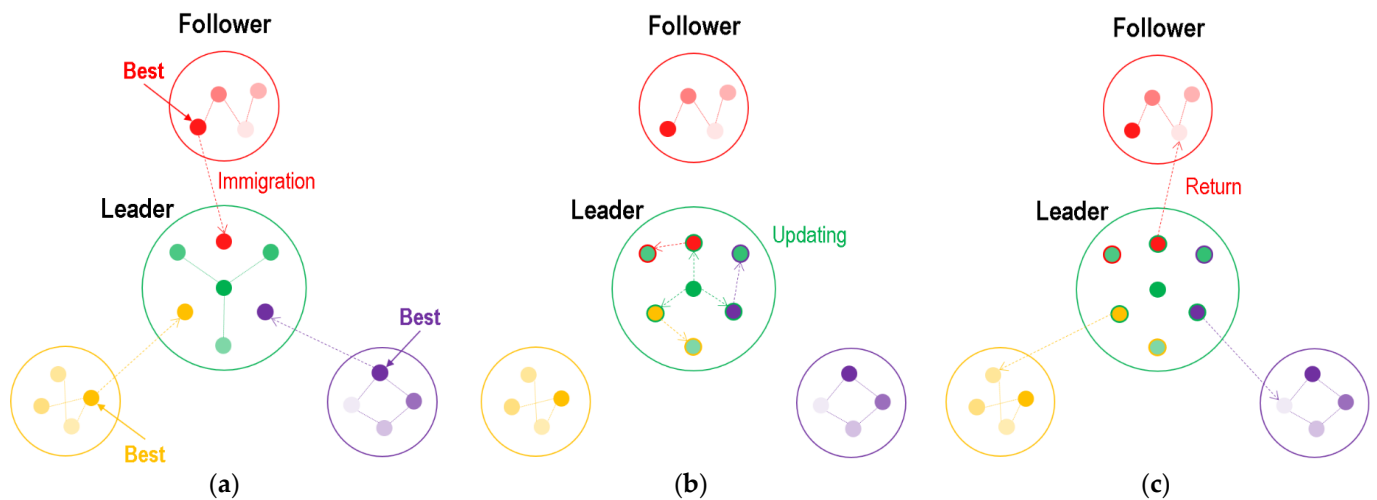 Follower
Best
Immigration
Leader
Best
Best
(a)
Follower
Leader
Updating
(b)
Follower
Return
Leader
(c)